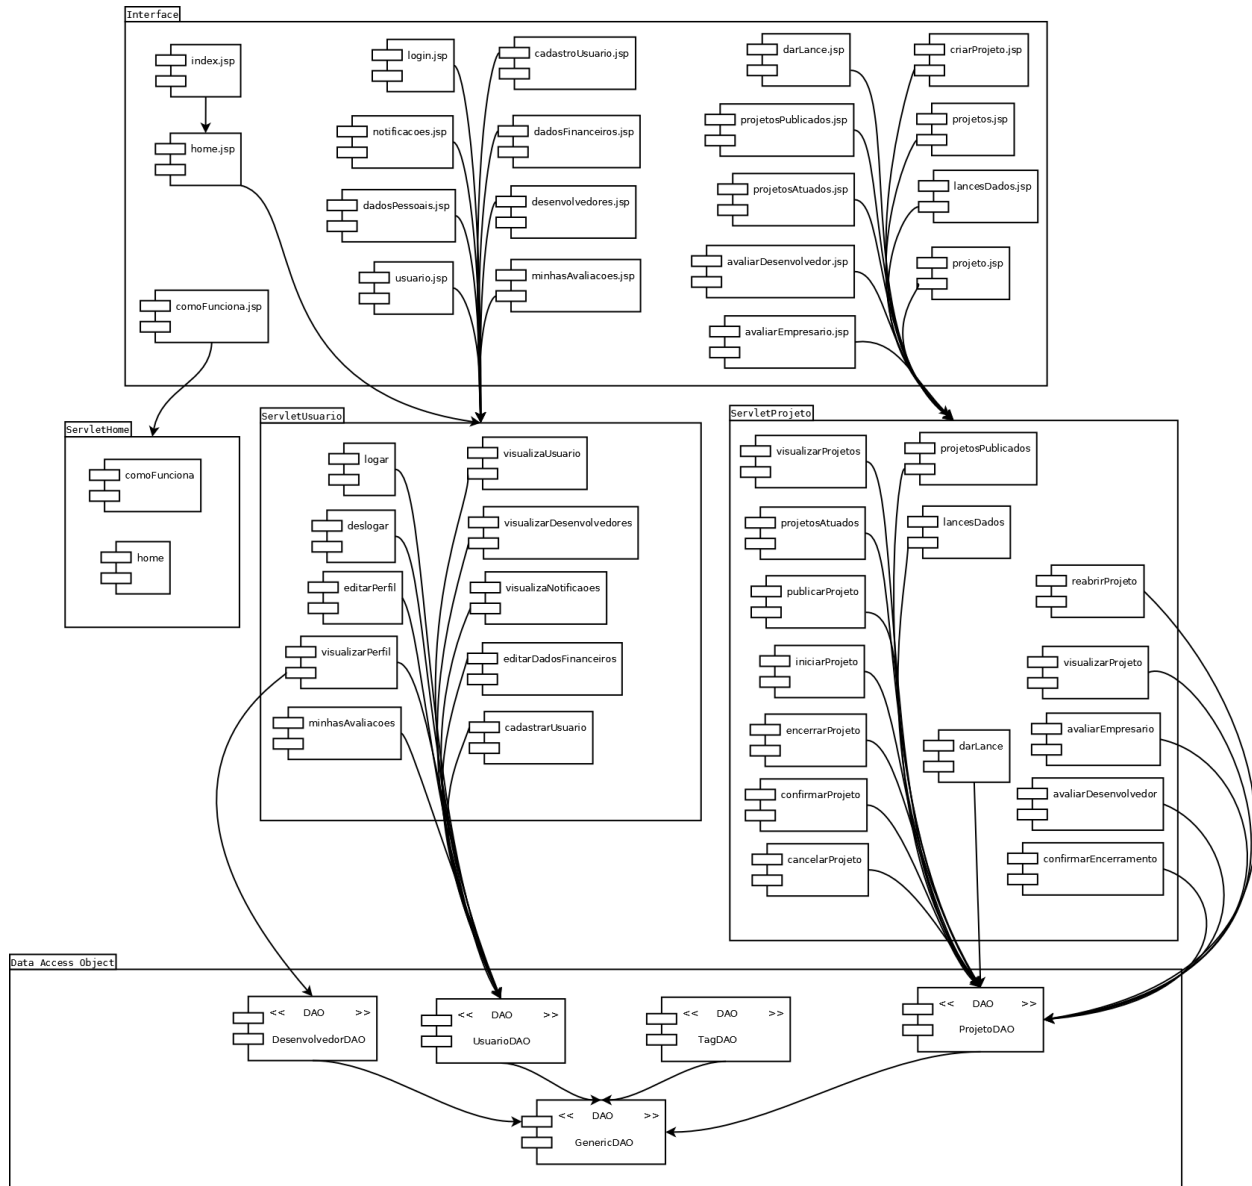 Interface
index.jsp
home.jsp
comoFunciona.jsp
login.jsp
cadastroUsuario.jsp
notificacoes.jsp
dadosFinanceiros.jsp
dadosPessoais.jsp
desenvolvedores.jsp
usuario.jsp
minhasAvaliacoes.jsp
darLance.jsp
criarProjeto.jsp
projetosPublicados.jsp
projetos.jsp
projetosAtuados.jsp
lancesDados.jsp
avaliarDesenvolvedor.jsp
projeto.jsp
avaliarEmpresario.jsp
ServletHome
comoFunciona
home
ServletUsuario
logar
visualizaUsuario
deslogar
visualizarDesenvolvedores
editarPerfil
visualizaNotificaoes
visualizarPerfil
editarDadosFinanceiros
minhasAvaliacoes
cadastrarUsuario
ServletProjeto
visualizarProjetos
projetosPublicados
projetosAtuados
lancesDados
publicarProjeto
reabrirProjeto
iniciarProjeto
visualizarProjeto
encerrarProjeto
darLance
avaliarEmpresario
confirmarProjeto
avaliarDesenvolvedor
cancelarProjeto
confirmarEncerramento
Data Access Object
<< DAO >>
DesenvolvedorDAO
<< DAO >>
UsuarioDAO
<< DAO >>
TagDAO
<< DAO >>
ProjetoDAO
<< DAO >>
GenericDAO